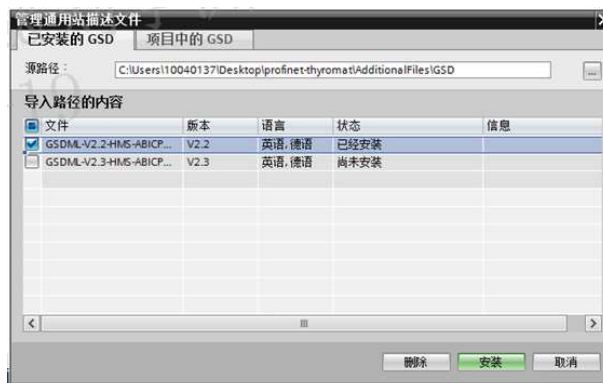 管理通用站描述文件
已安装的 GSD
项目中的 GSD
源路径：
C:\Users\10040137\Desktop\profinet-thyromat\AdditionalFiles\GSD
...
导入路径的内容
文件 版本 语言 状态 信息
GSDML-V2.2-HMS-ABICP... V2.2 英语, 德语 已经安装
GSDML-V2.3-HMS-ABICP... V2.3 英语, 德语 尚未安装
删除 安装 取消